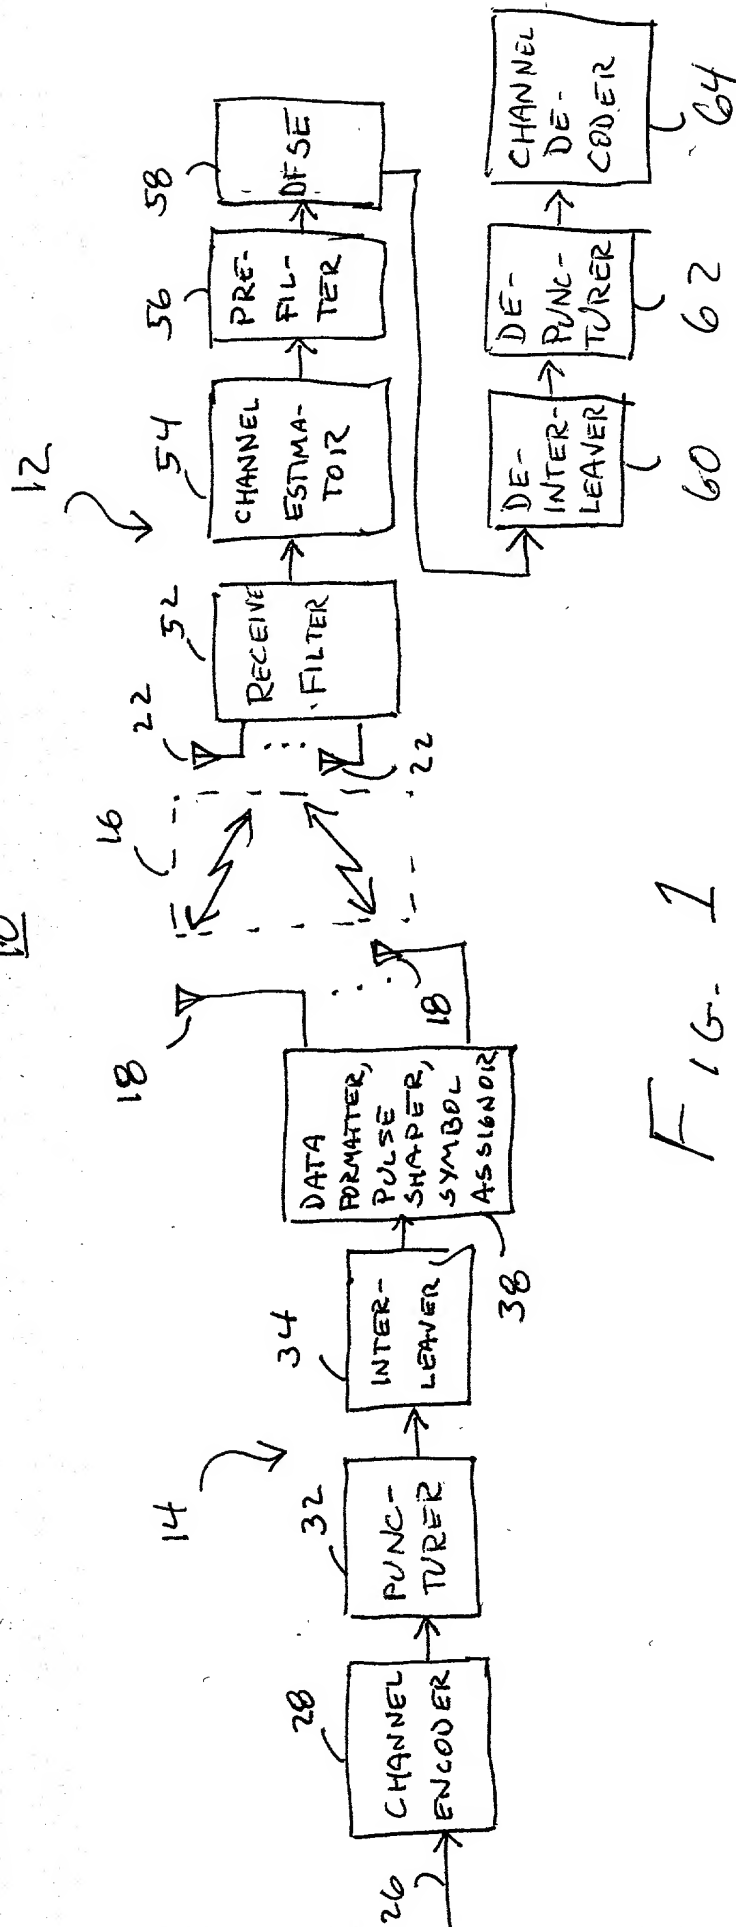 10
12
14
16
18
18
22
22
26
28
CHANNEL
ENCODER
32
PUNC-
TURER
34
INTER-
LEAVER,
38
DATA
FORMATTER,
PULSE
SHAPER,
SYMBOL
ASSIGNOR
52
RECEIVE
FILTER
54
CHANNEL
ESTIMA-
TOR
56
PRE-
FIL-
TER
58
DFSE
60
DE-
INTER-
LEAVER
62
DE-
PUNC-
TURER
64
CHANNEL
DE-
CODER
FIG. 1